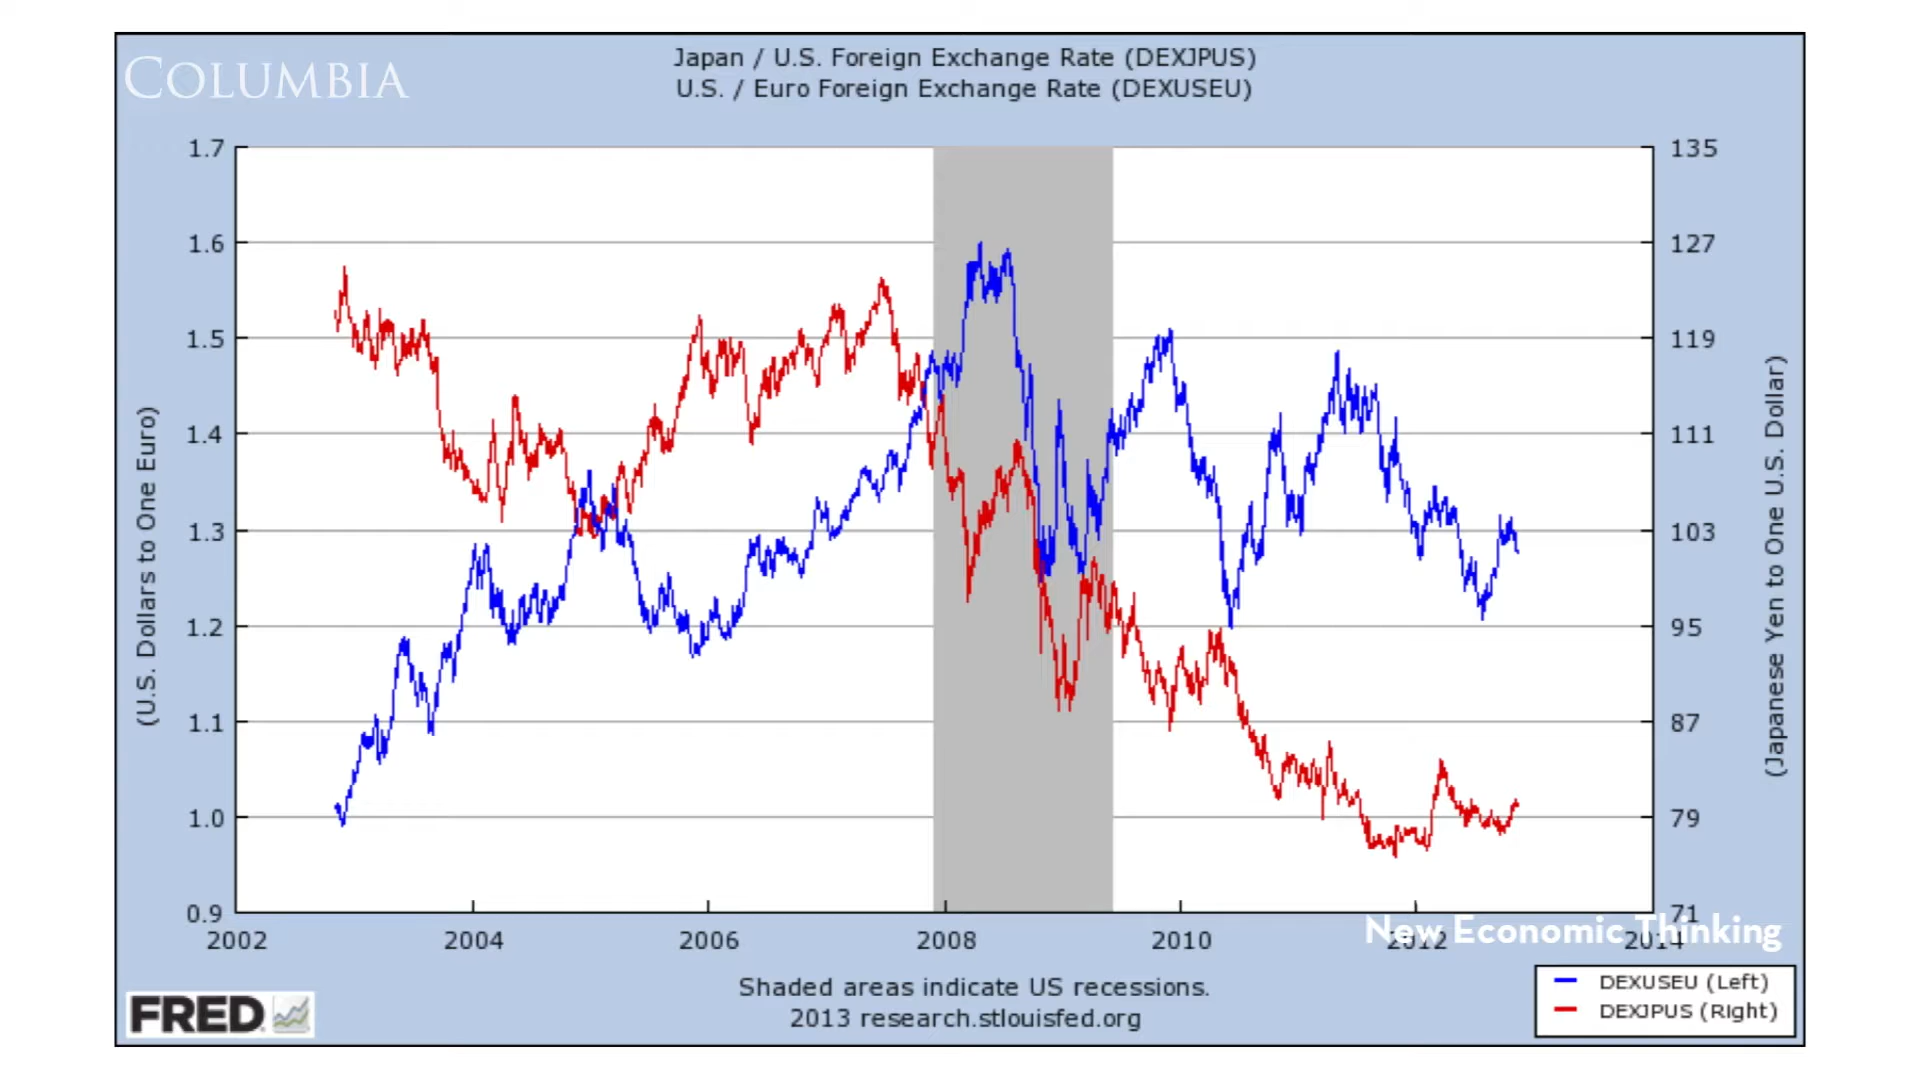 COLUMBIA
Japan / U.S. Foreign Exchange Rate (DEXJPUS)
U.S. / Euro Foreign Exchange Rate (DEXUSEU)
1.7
1.6
1.5
1.4
1.3
1.2
1.1
1.0
0.9
(U.S. Dollars to One Euro)
135
127
119
111
103
95
87
79
71
(Japanese Yen to One U.S. Dollar)
2002 2004 2006 2008 2010 2012 2014
New Economic Thinking
Shaded areas indicate US recessions.
2013 research.stlouisfed.org
FRED
DEXUSEU (Left)
DEXJPUS (Right)